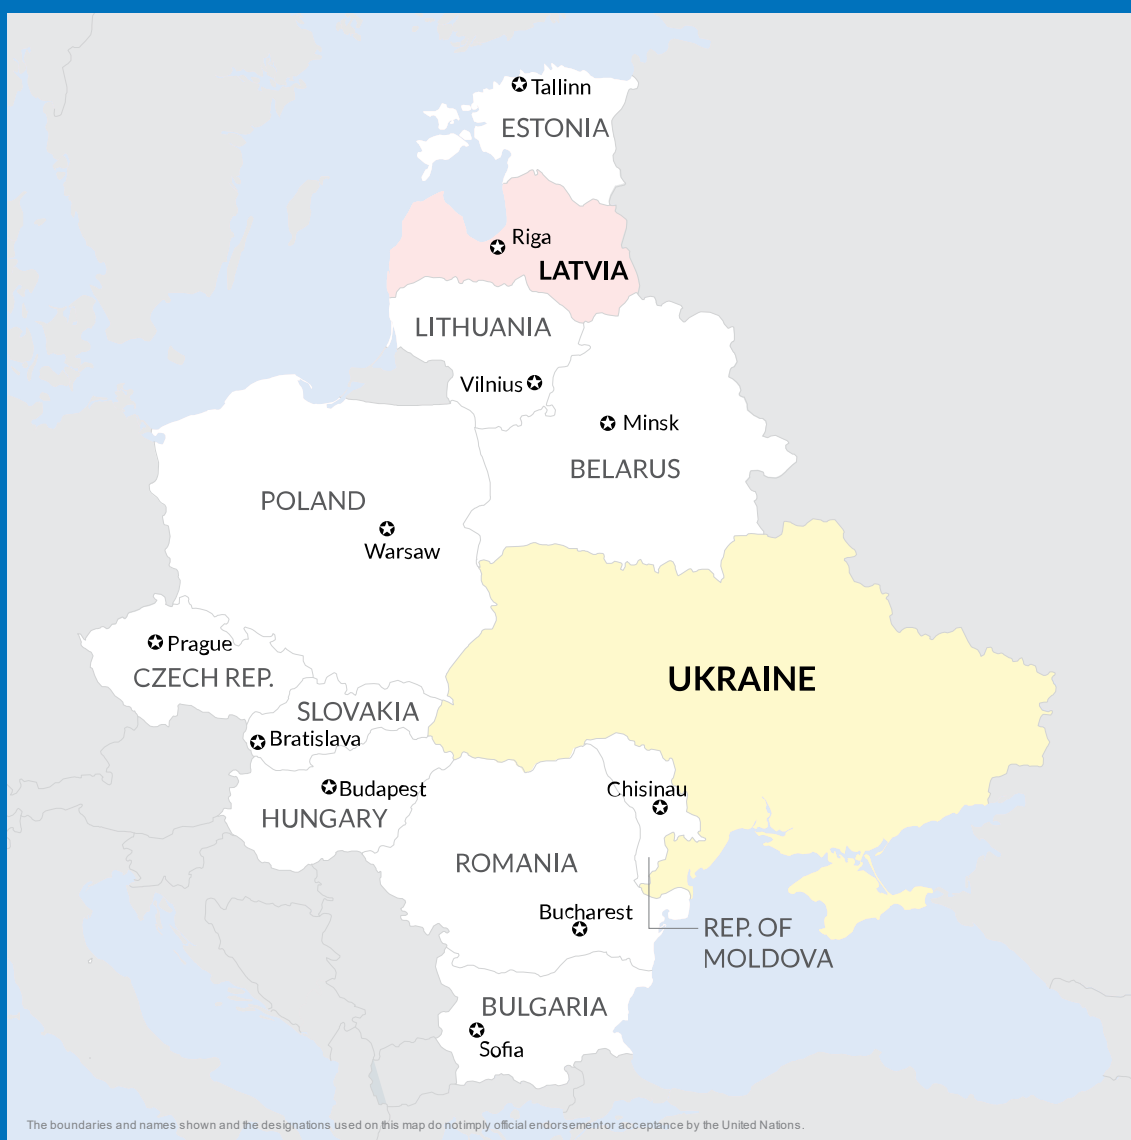 Tallinn
ESTONIA
Riga
LATVIA
LITHUANIA
Vilnius
Minsk
BELARUS
POLAND
Warsaw
Prague
CZECH REP.
UKRAINE
SLOVAKIA
Bratislava
Budapest
HUNGARY
Chisinau
ROMANIA
Bucharest
REP. OF
MOLDOVA
BULGARIA
Sofia
The boundaries and names shown and the designations used on this map do not imply official endorsement or acceptance by the United Nations.